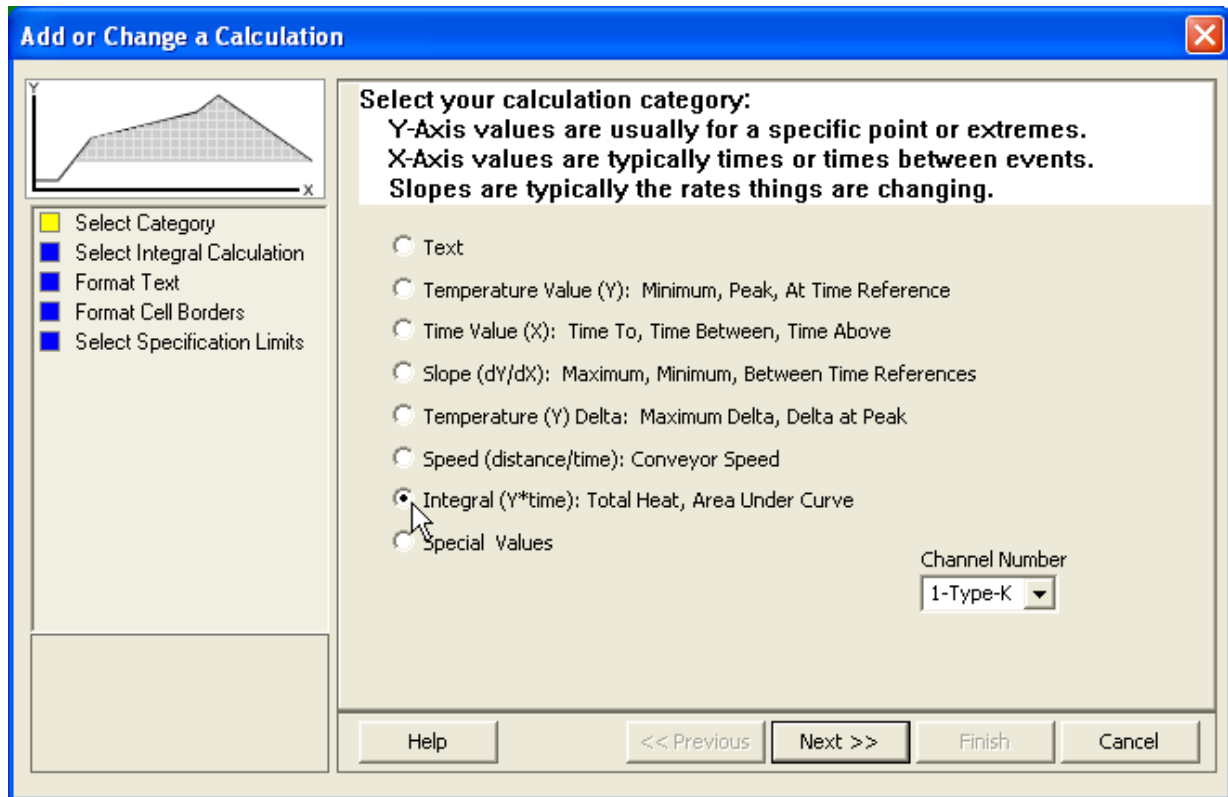 Add or Change a Calculation
Y
X
Select Category
Select Integral Calculation
Format Text
Format Cell Borders
Select Specification Limits
Select your calculation category:
Y-Axis values are usually for a specific point or extremes.
X-Axis values are typically times or times between events.
Slopes are typically the rates things are changing.
Text
Temperature Value (Y): Minimum, Peak, At Time Reference
Time Value (X): Time To, Time Between, Time Above
Slope (dY/dX): Maximum, Minimum, Between Time References
Temperature (Y) Delta: Maximum Delta, Delta at Peak
Speed (distance/time): Conveyor Speed
Integral (Y*time): Total Heat, Area Under Curve
Special Values
Channel Number
1-Type-K
Help
<< Previous
Next >>
Finish
Cancel